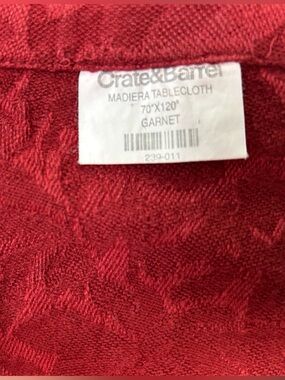 Crate&Barrel
MADIERA TABLECLOTH
70"X120"
GARNET
239-011